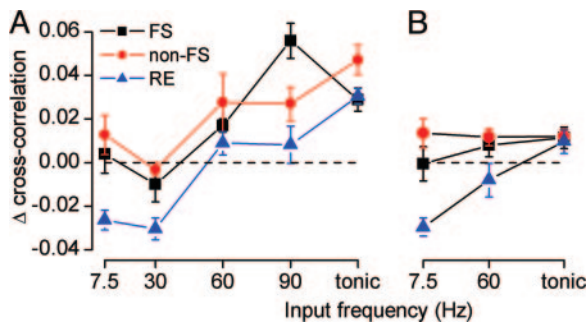 A
B
FS
non-FS
RE
Δ cross-correlation
0.06
0.04
0.02
0.00
-0.02
-0.04
7.5 30 60 90 tonic
7.5 60 tonic
Input frequency (Hz)